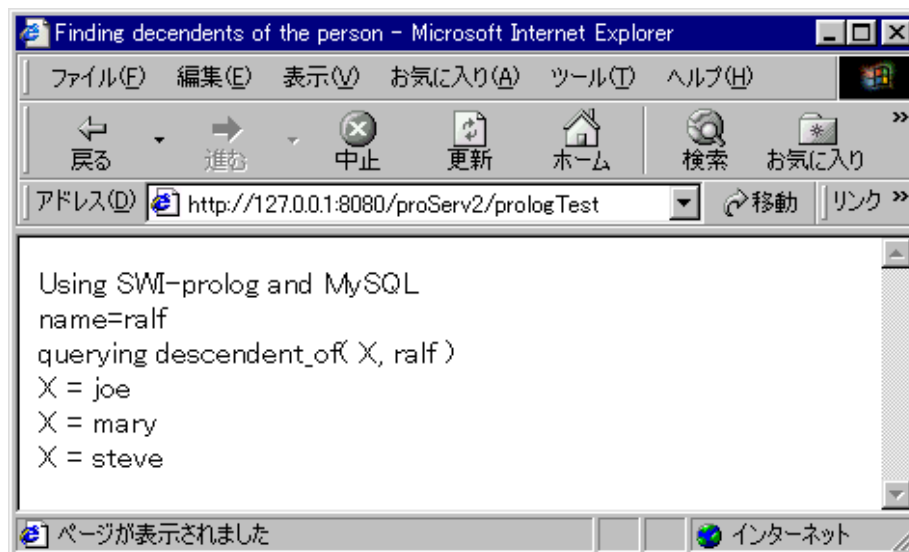 Finding decendents of the person - Microsoft Internet Explorer
ファイル(F) 編集(E) 表示(V) お気に入り(A) ツール(T) ヘルプ(H)
戻る 進む 中止 更新 ホーム 検索 お気に入り »
アドレス(D) http://127.0.0.1:8080/proServ2/prologTest 移動 リンク »
Using SWI-prolog and MySQL
name=ralf
querying descendent_of( X, ralf )
X = joe
X = mary
X = steve
ページが表示されました インターネット